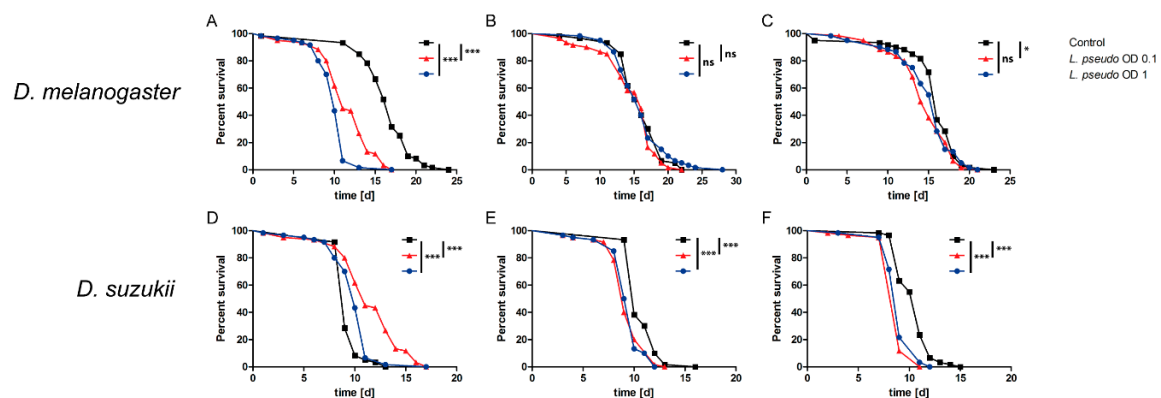 A
B
C
D. melanogaster
Percent survival
100
80
60
40
20
0
0 5 10 15 20 25
time [d]
***
***
Percent survival
100
80
60
40
20
0
0 5 10 15 20 25 30
time [d]
ns
ns
Percent survival
100
80
60
40
20
0
0 5 10 15 20 25
time [d]
ns
*
Control
L. pseudo OD 0.1
L. pseudo OD 1
D
E
F
D. suzukii
Percent survival
100
80
60
40
20
0
0 5 10 15 20
time [d]
***
***
Percent survival
100
80
60
40
20
0
0 5 10 15 20
time [d]
***
***
Percent survival
100
80
60
40
20
0
0 5 10 15 20
time [d]
***
***